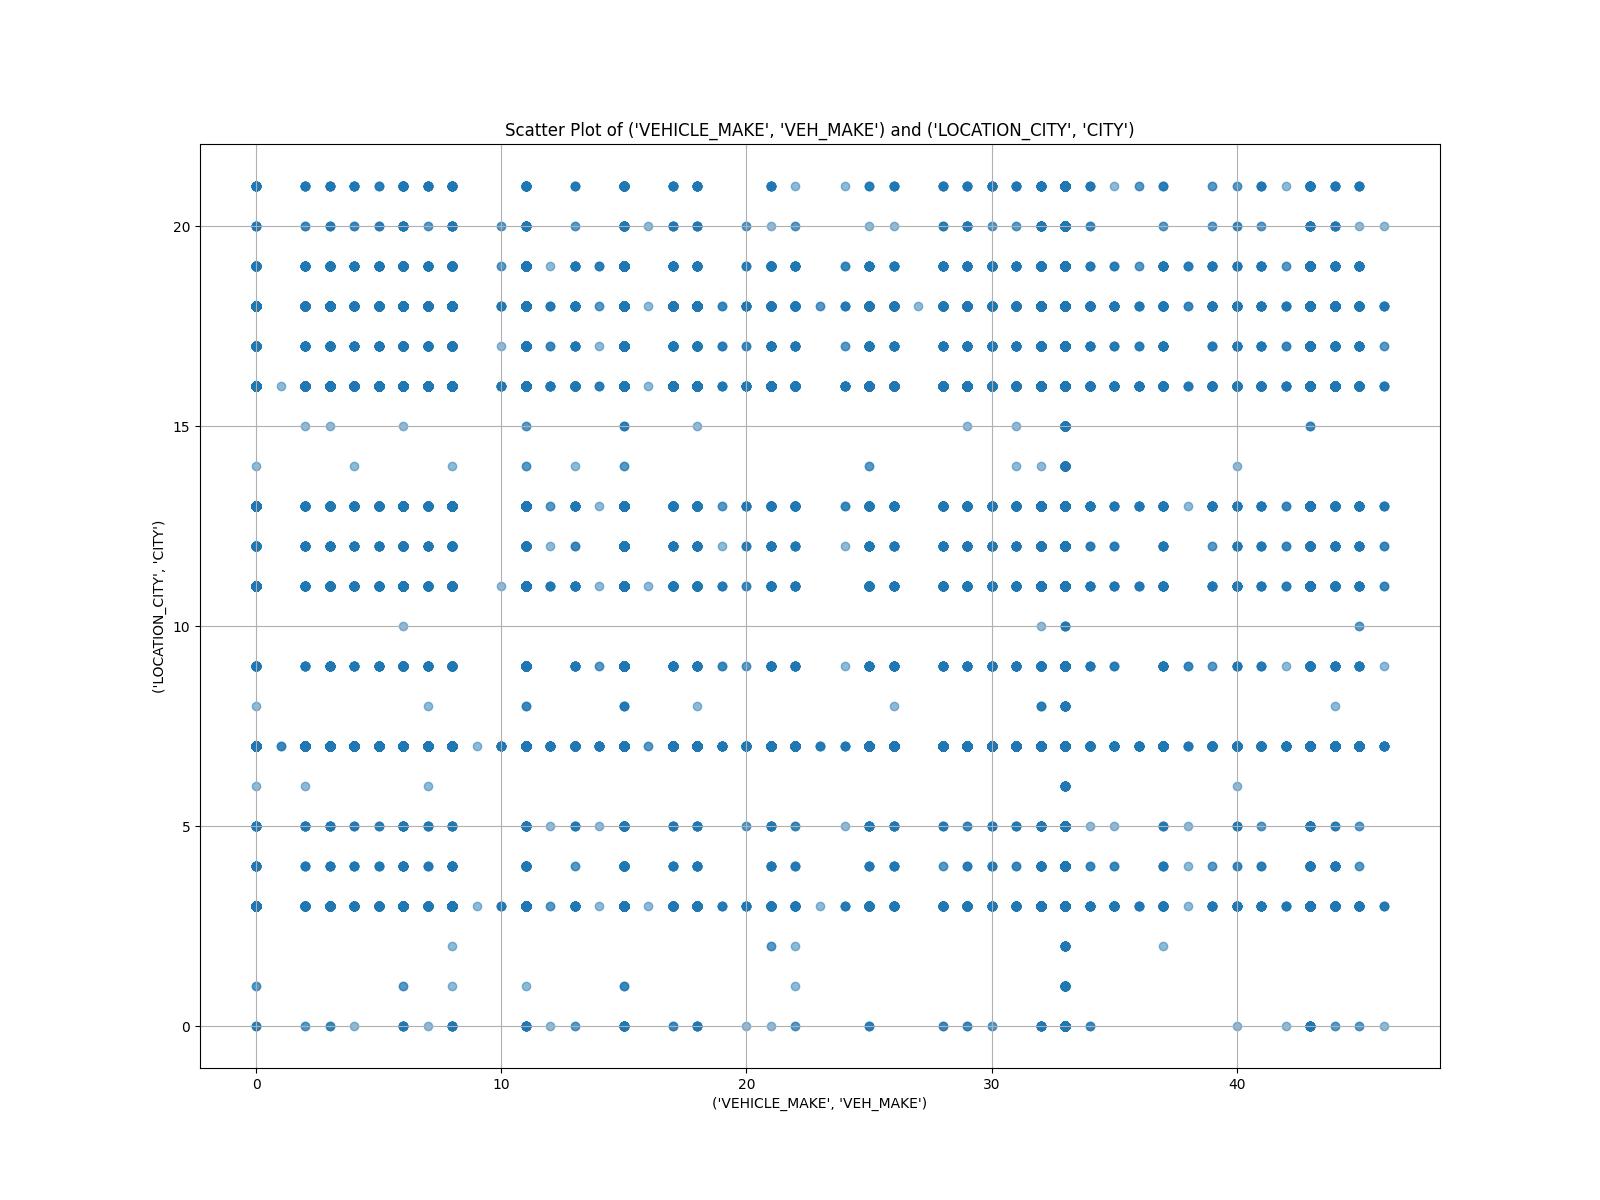 Scatter Plot of ('VEHICLE_MAKE', 'VEH_MAKE') and ('LOCATION_CITY', 'CITY')
('LOCATION_CITY', 'CITY')
20
15
10
5
0
0 10 20 30 40
('VEHICLE_MAKE', 'VEH_MAKE')